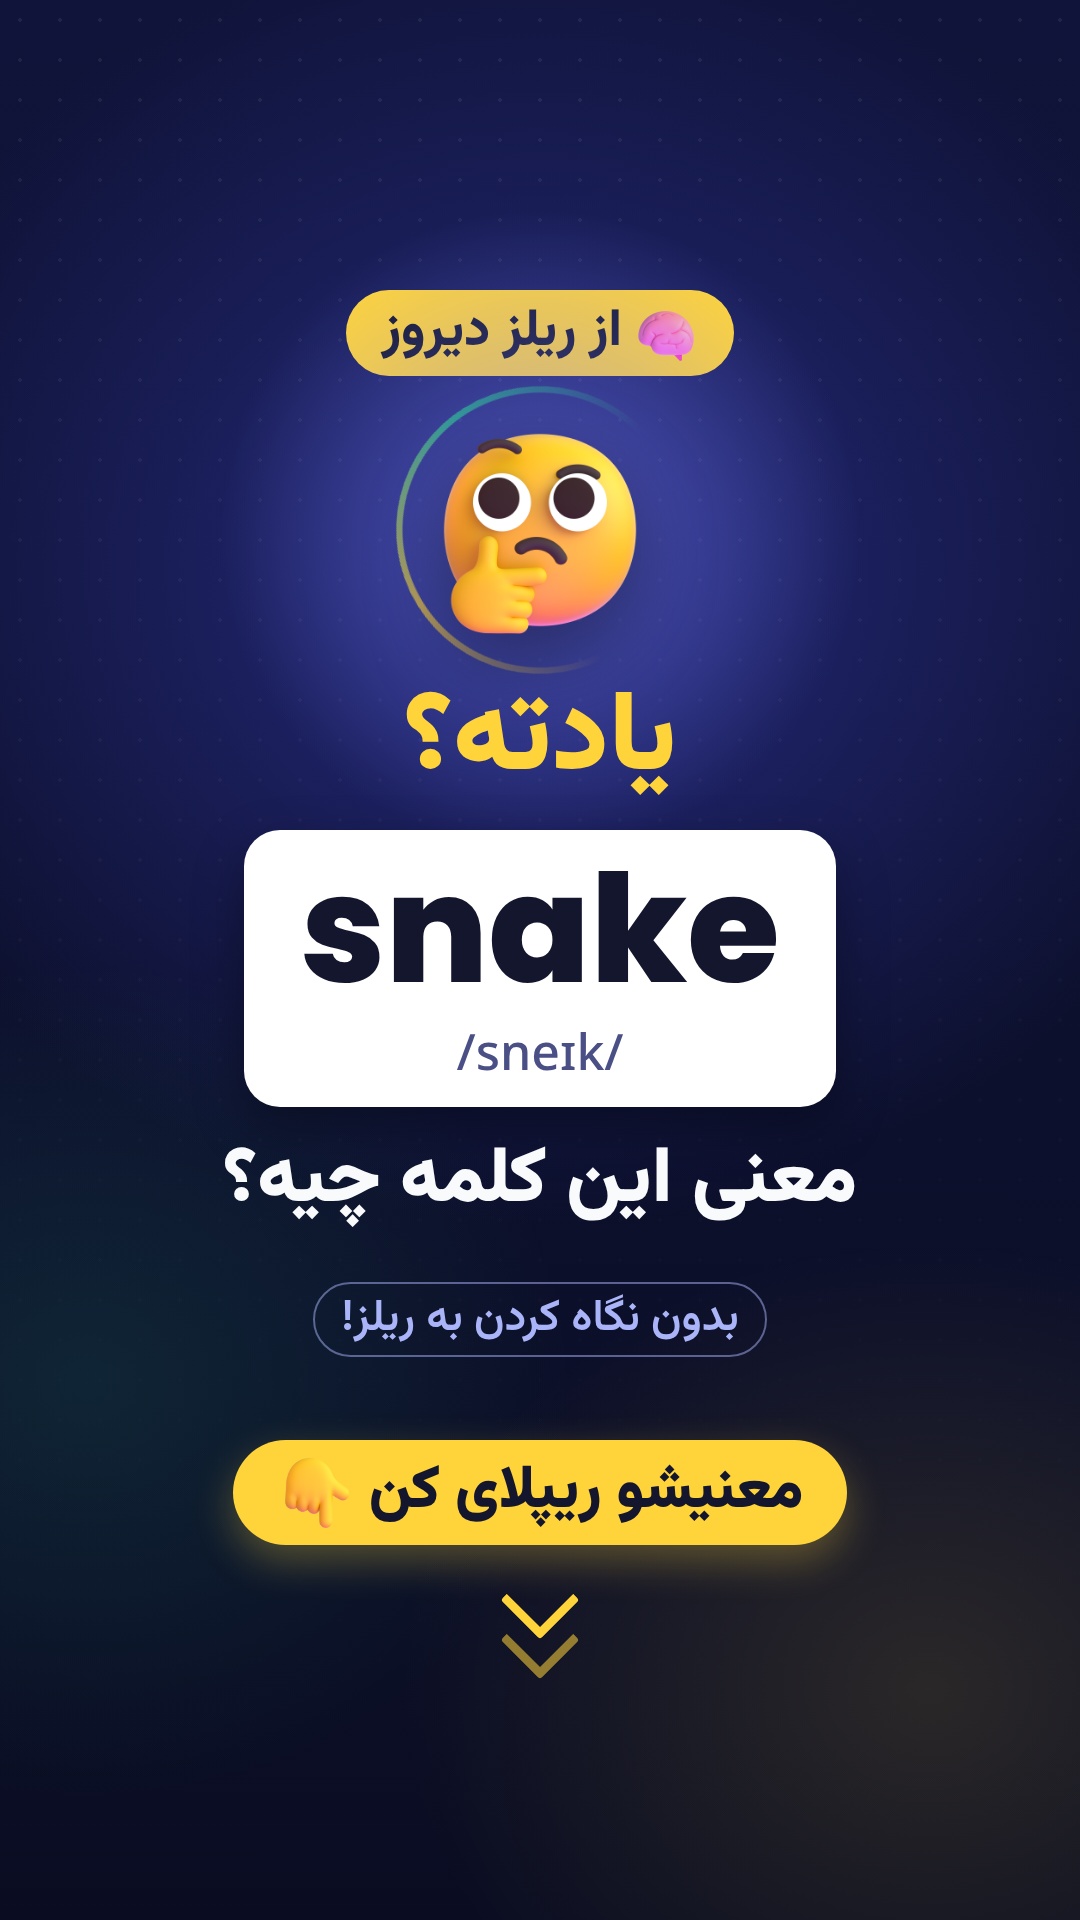 🧠 از ریلز دیروز
یادته؟
snake
/sneɪk/
معنی این کلمه چیه؟
بدون نگاه کردن به ریلز!
معنیشو ریپلای کن 👇